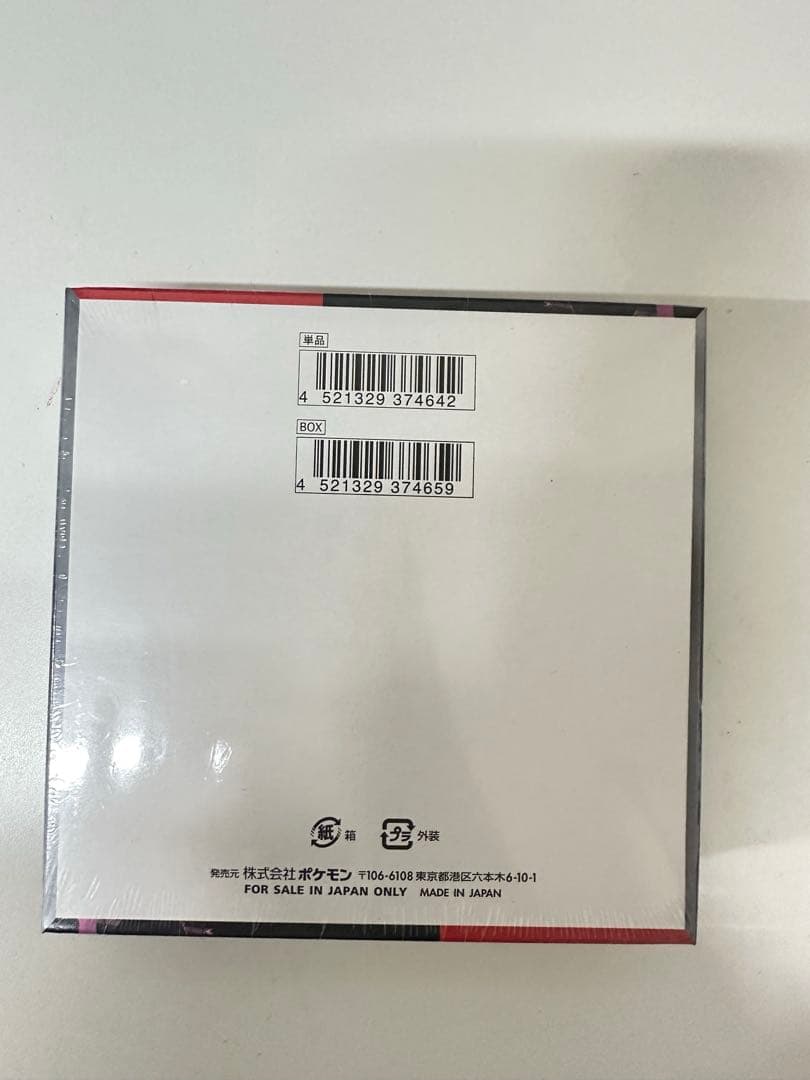 単品
4 521329 374642
BOX
4 521329 374659
紙 箱 プラ 外装
発売元 株式会社ポケモン 〒106-6108 東京都港区六本木6-10-1
FOR SALE IN JAPAN ONLY MADE IN JAPAN